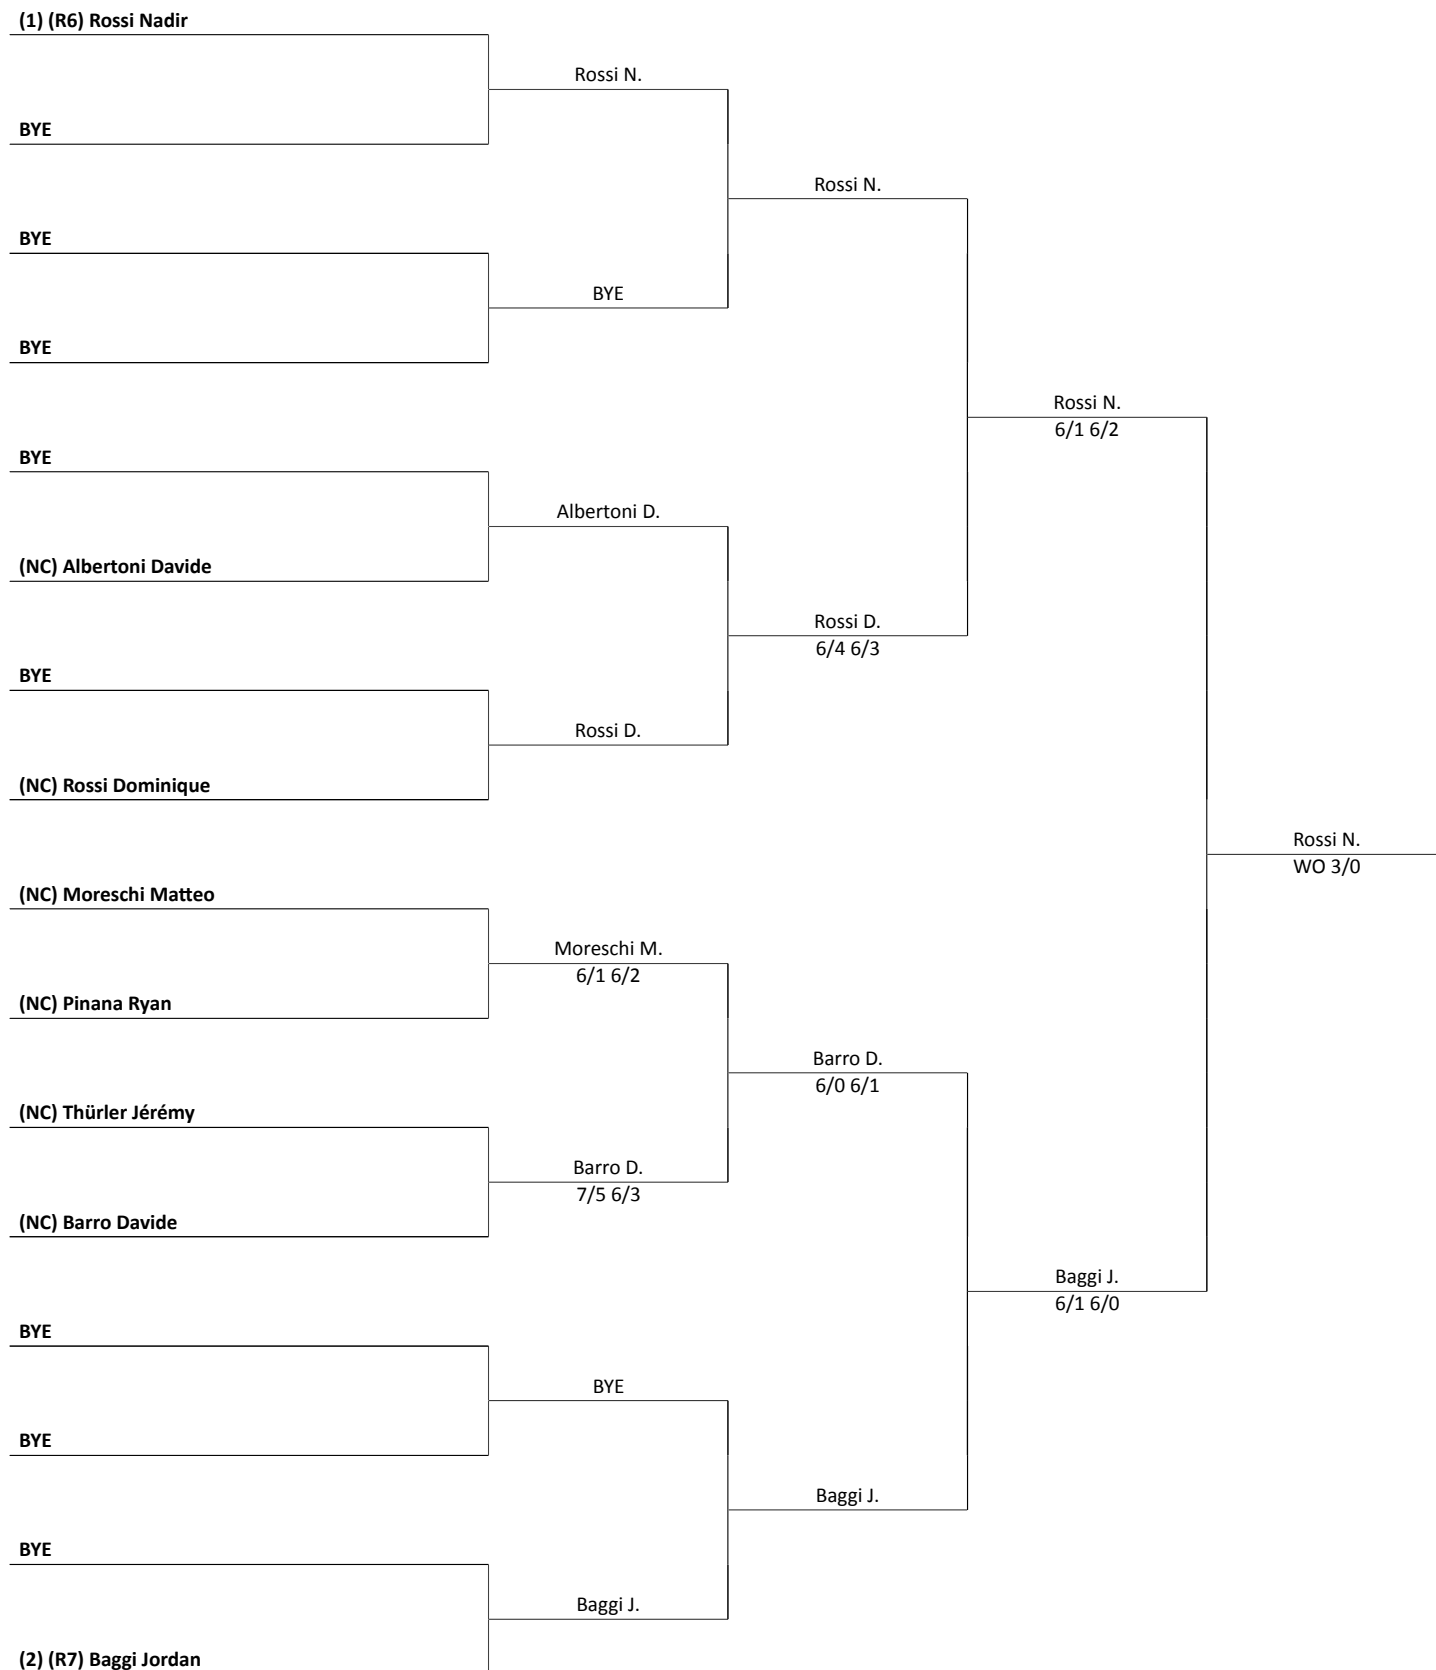 (1) (R6) Rossi Nadir
Rossi N.
BYE
Rossi N.
BYE
BYE
BYE
Rossi N.
6/1 6/2
BYE
Albertoni D.
(NC) Albertoni Davide
Rossi D.
6/4 6/3
BYE
Rossi D.
(NC) Rossi Dominique
Rossi N.
WO 3/0
(NC) Moreschi Matteo
Moreschi M.
6/1 6/2
(NC) Pinana Ryan
Barro D.
6/0 6/1
(NC) Thürler Jérémy
Barro D.
7/5 6/3
(NC) Barro Davide
Baggi J.
6/1 6/0
BYE
BYE
BYE
Baggi J.
BYE
Baggi J.
(2) (R7) Baggi Jordan